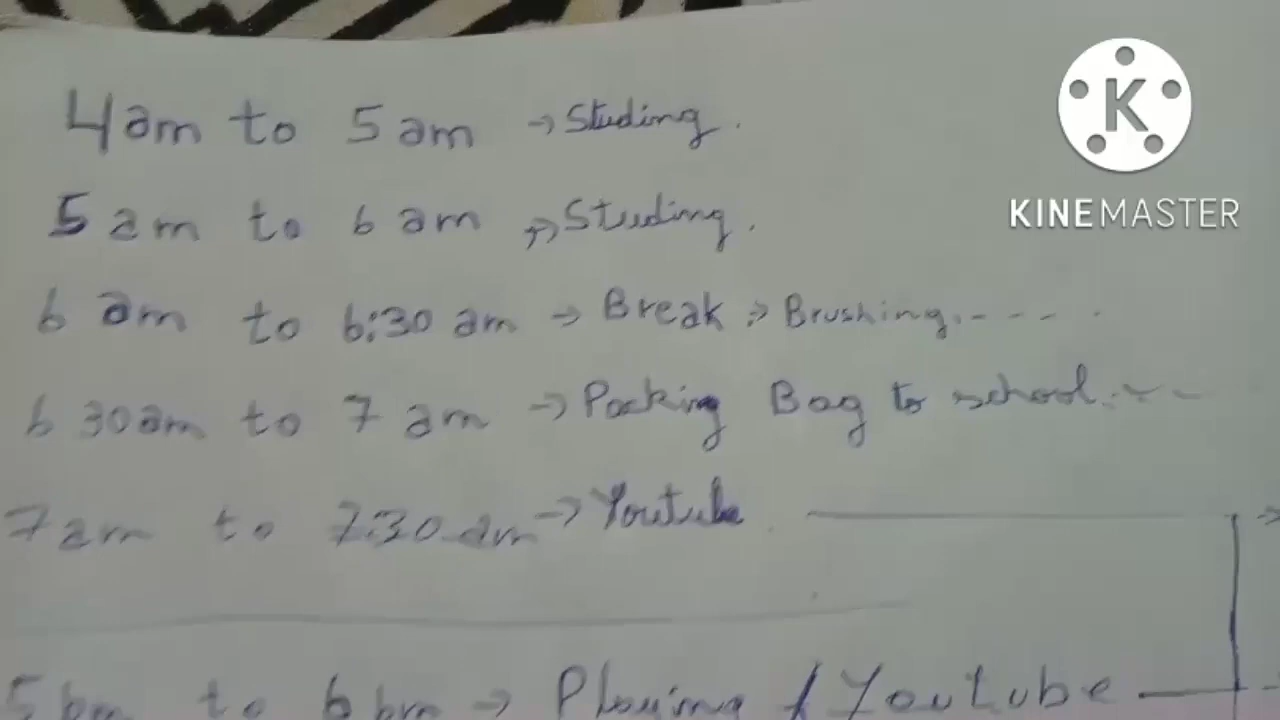 4am to 5am → Studing.
KINEMASTER
5am to 6am → Studing.
6am to 6:30am → Break → Brushing.----
6 30am to 7am → Packing Bag to school.--
7am to 7:30am → Youtube
5pm to 6pm → Playing / Youtube